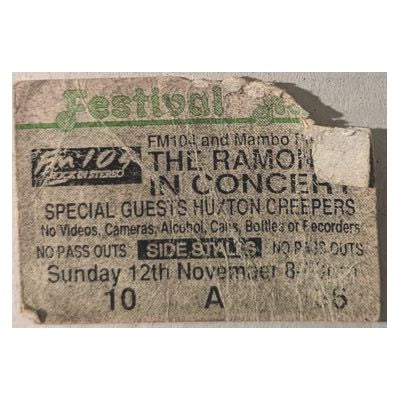 Festival
FM104 and Mambo
FM104
ROCK IN STEREO
THE RAMON
IN CONCERT
SPECIAL GUESTS HUXTON CREEPERS
No Videos, Cameras, Alcohol, Cans, Bottles or Recorders
NO PASS OUTS SIDE STALLS NO PASS OUTS
Sunday 12th November 8
10 A 6